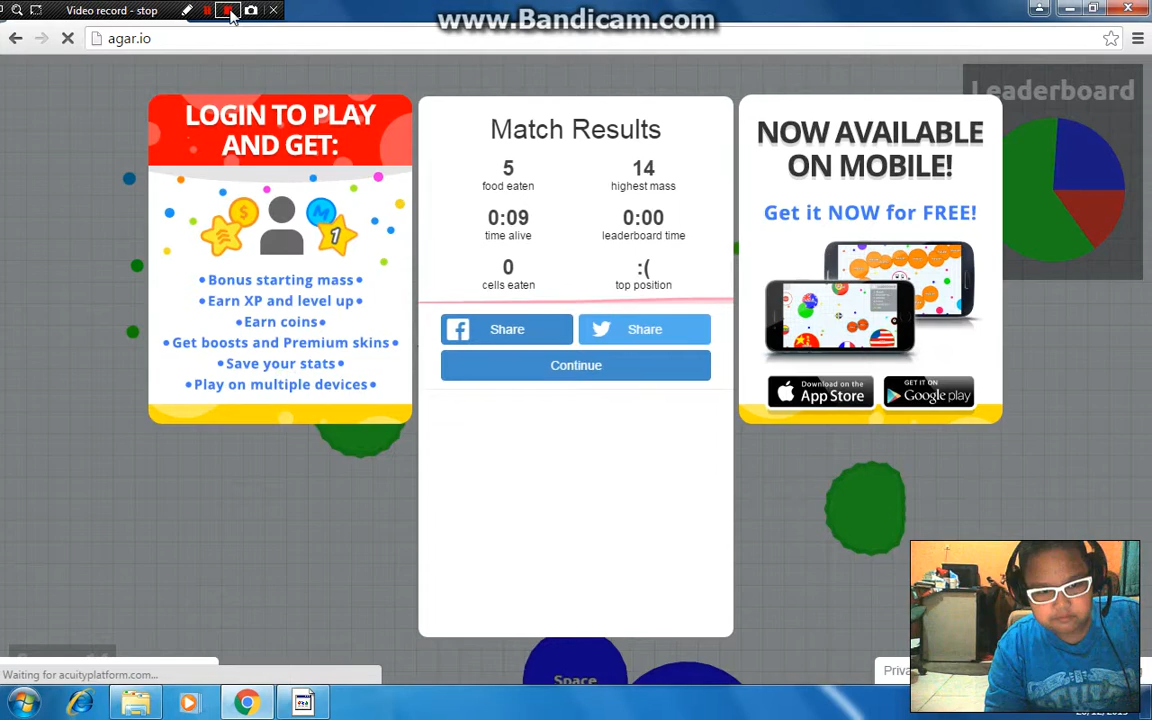 Video record - stop
www.Bandicam.com
agar.io
LOGIN TO PLAY
AND GET:
• Bonus starting mass •
• Earn XP and level up •
• Earn coins •
• Get boosts and Premium skins •
• Save your stats •
• Play on multiple devices •
Match Results
5
food eaten
14
highest mass
0:09
time alive
0:00
leaderboard time
0
cells eaten
:(
top position
Share
Share
Continue
NOW AVAILABLE
ON MOBILE!
Get it NOW for FREE!
Download on the
App Store
GET IT ON
Google play
Leaderboard
Space
Waiting for acuityplatform.com...